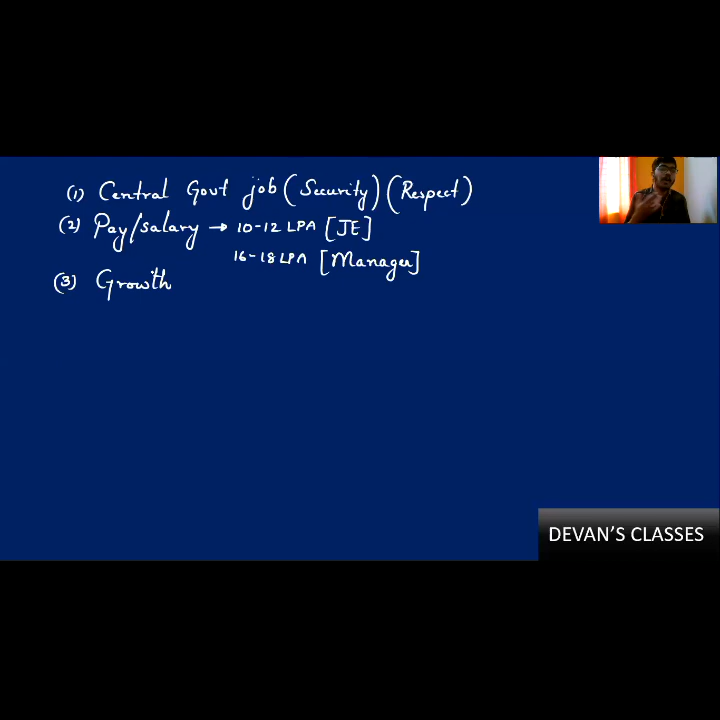 (1) Central Govt job (Security) (Respect)
(2) Pay/salary → 10-12 LPA [JE]
16-18 LPA [Manager]
(3) Growth
DEVAN'S CLASSES